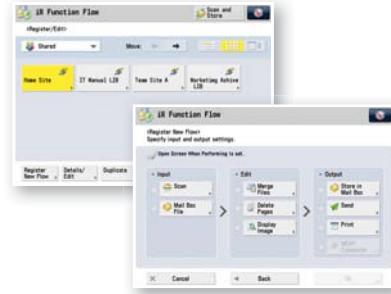 iR Function Flow
Scan and
Store
<Register/Edit>
Shared
Move:
Home Site
IT Manual LIB
Team Site A
Marketing Achive
LIB
Register
New Flow
Details/
Edit
Duplicate
iR Function Flow
<Register New Flow>
Specify input and output settings.
Open Screen When Performing is set.
Input
Edit
Output
Scan
Merge
Files
Store in
Mail Box
Mail Box
File
Delete
Pages
Send
Display
Image
Print
Cancel
Back